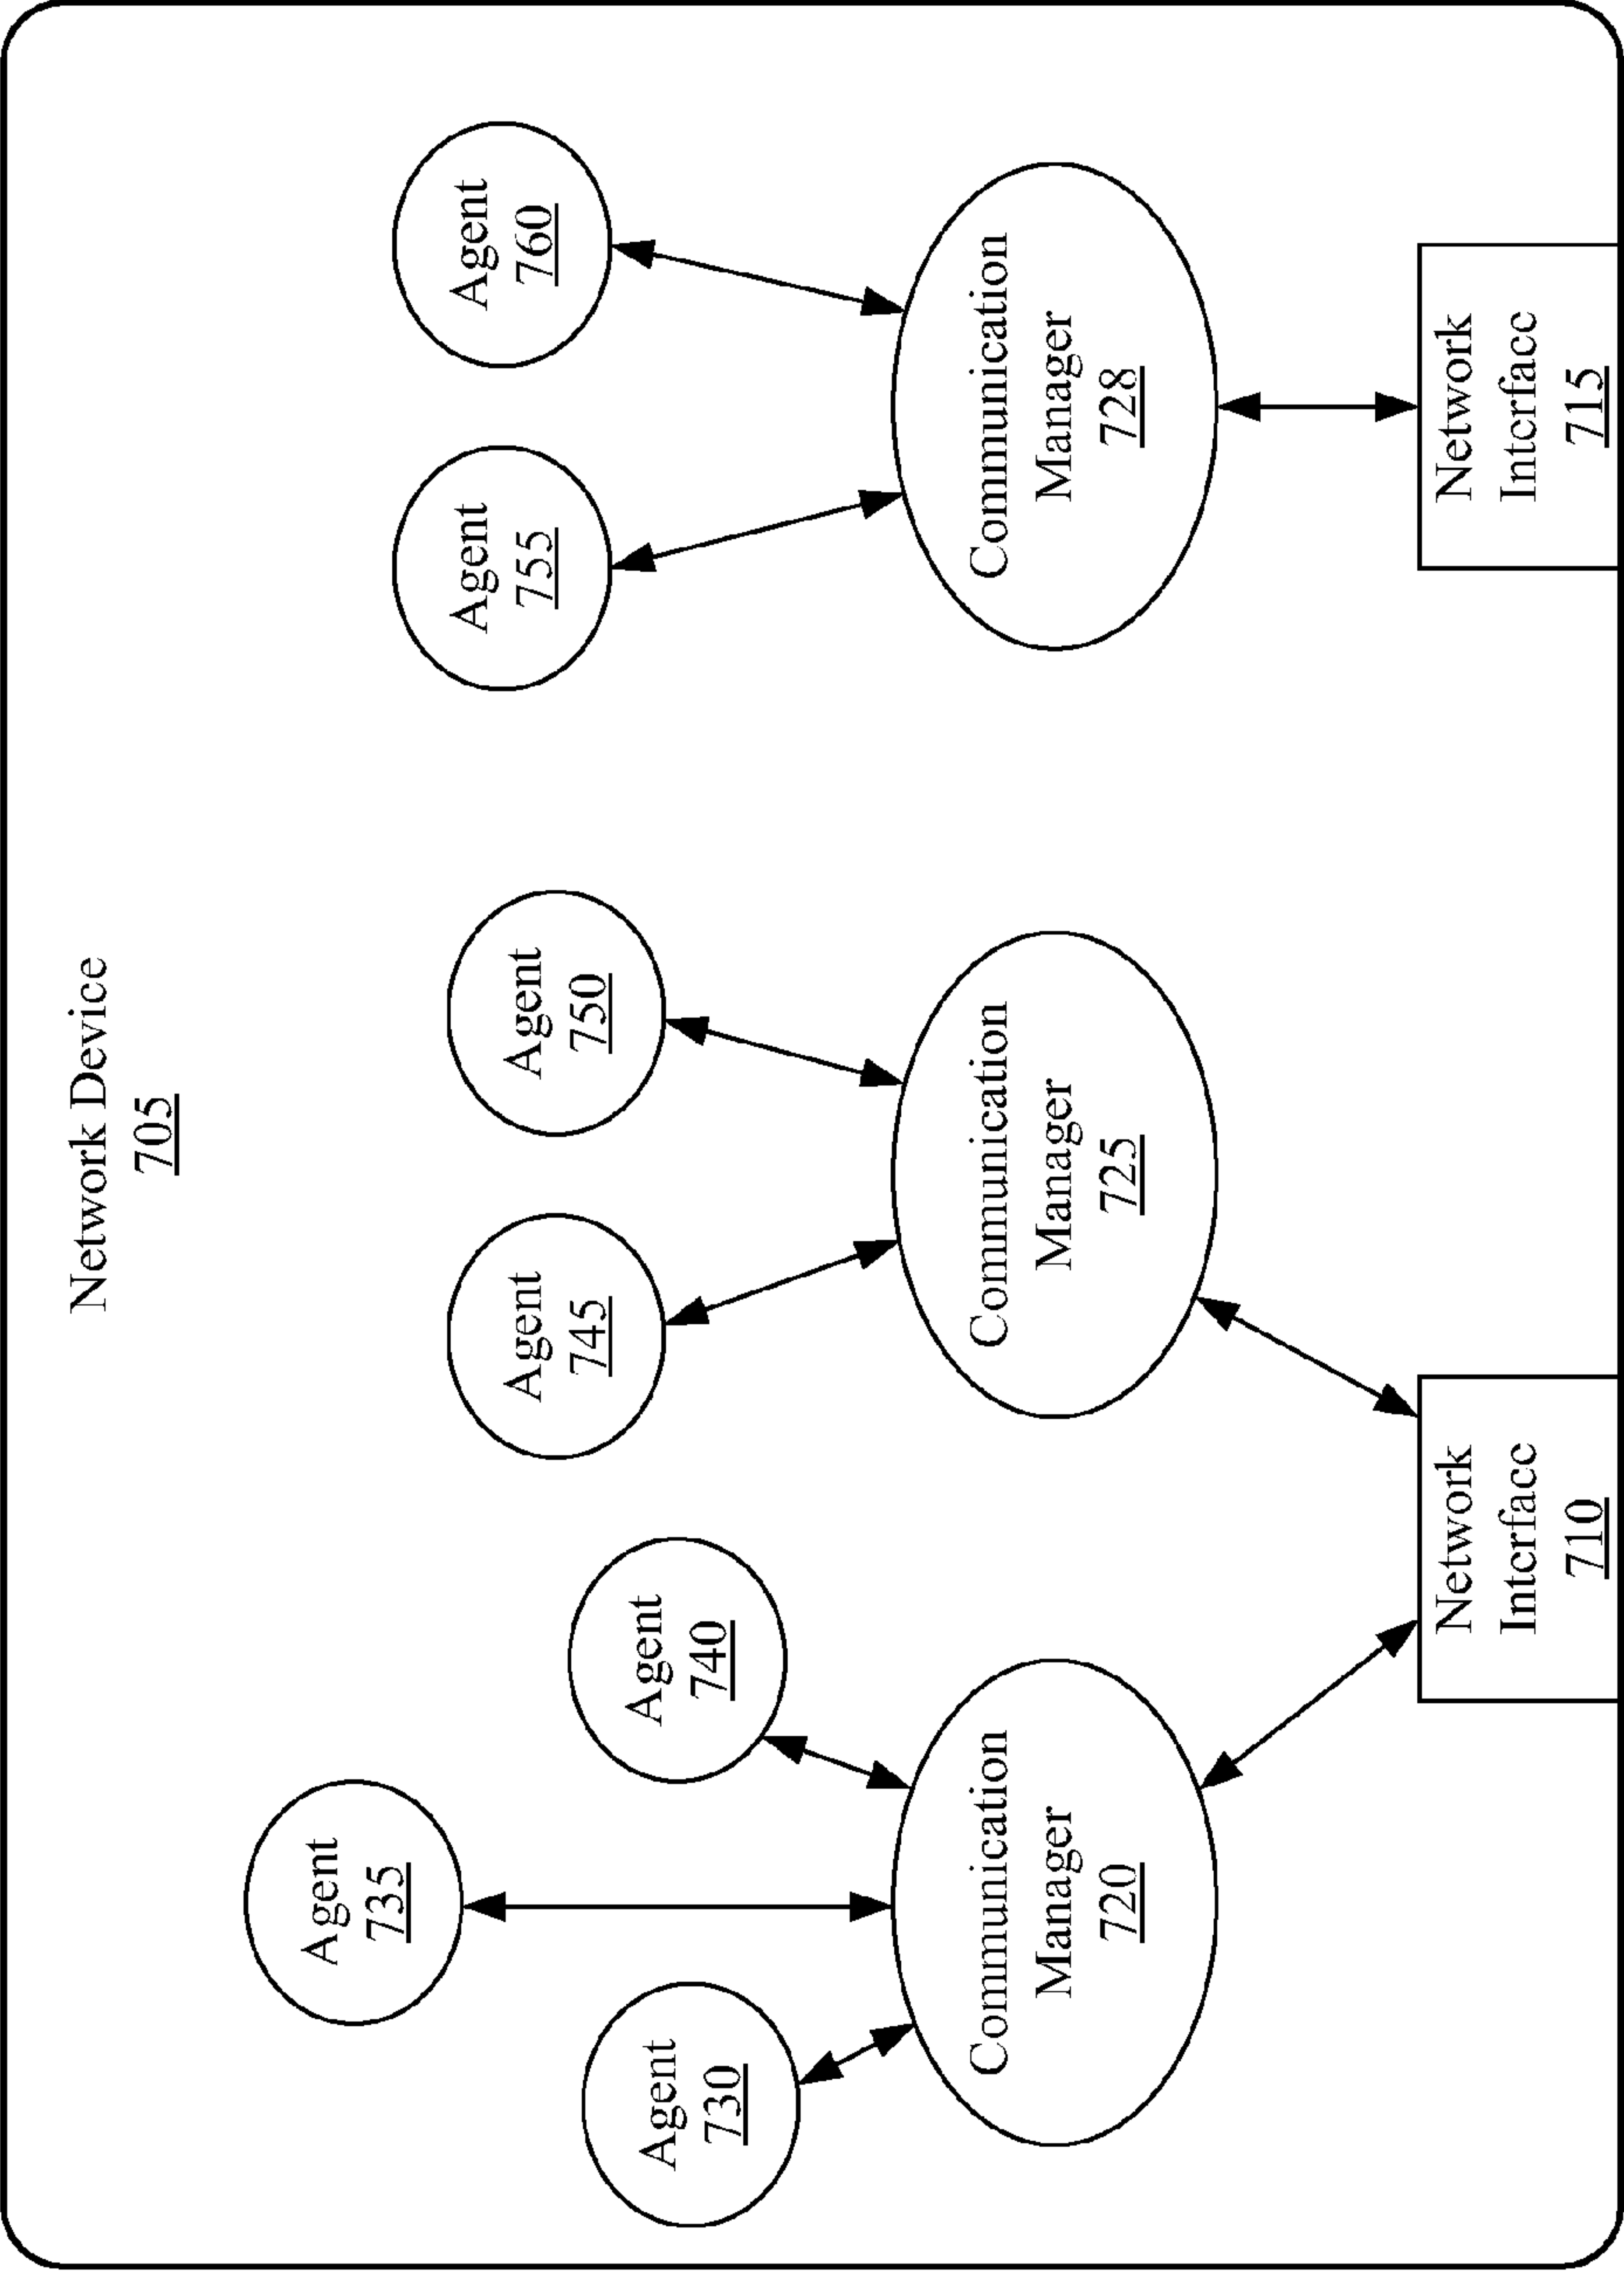 Network Device
705
Agent
735
Agent
730
Agent
740
Agent
745
Agent
750
Agent
755
Agent
760
Communication
Manager
720
Communication
Manager
725
Communication
Manager
728
Network
Interface
710
Network
Interface
715